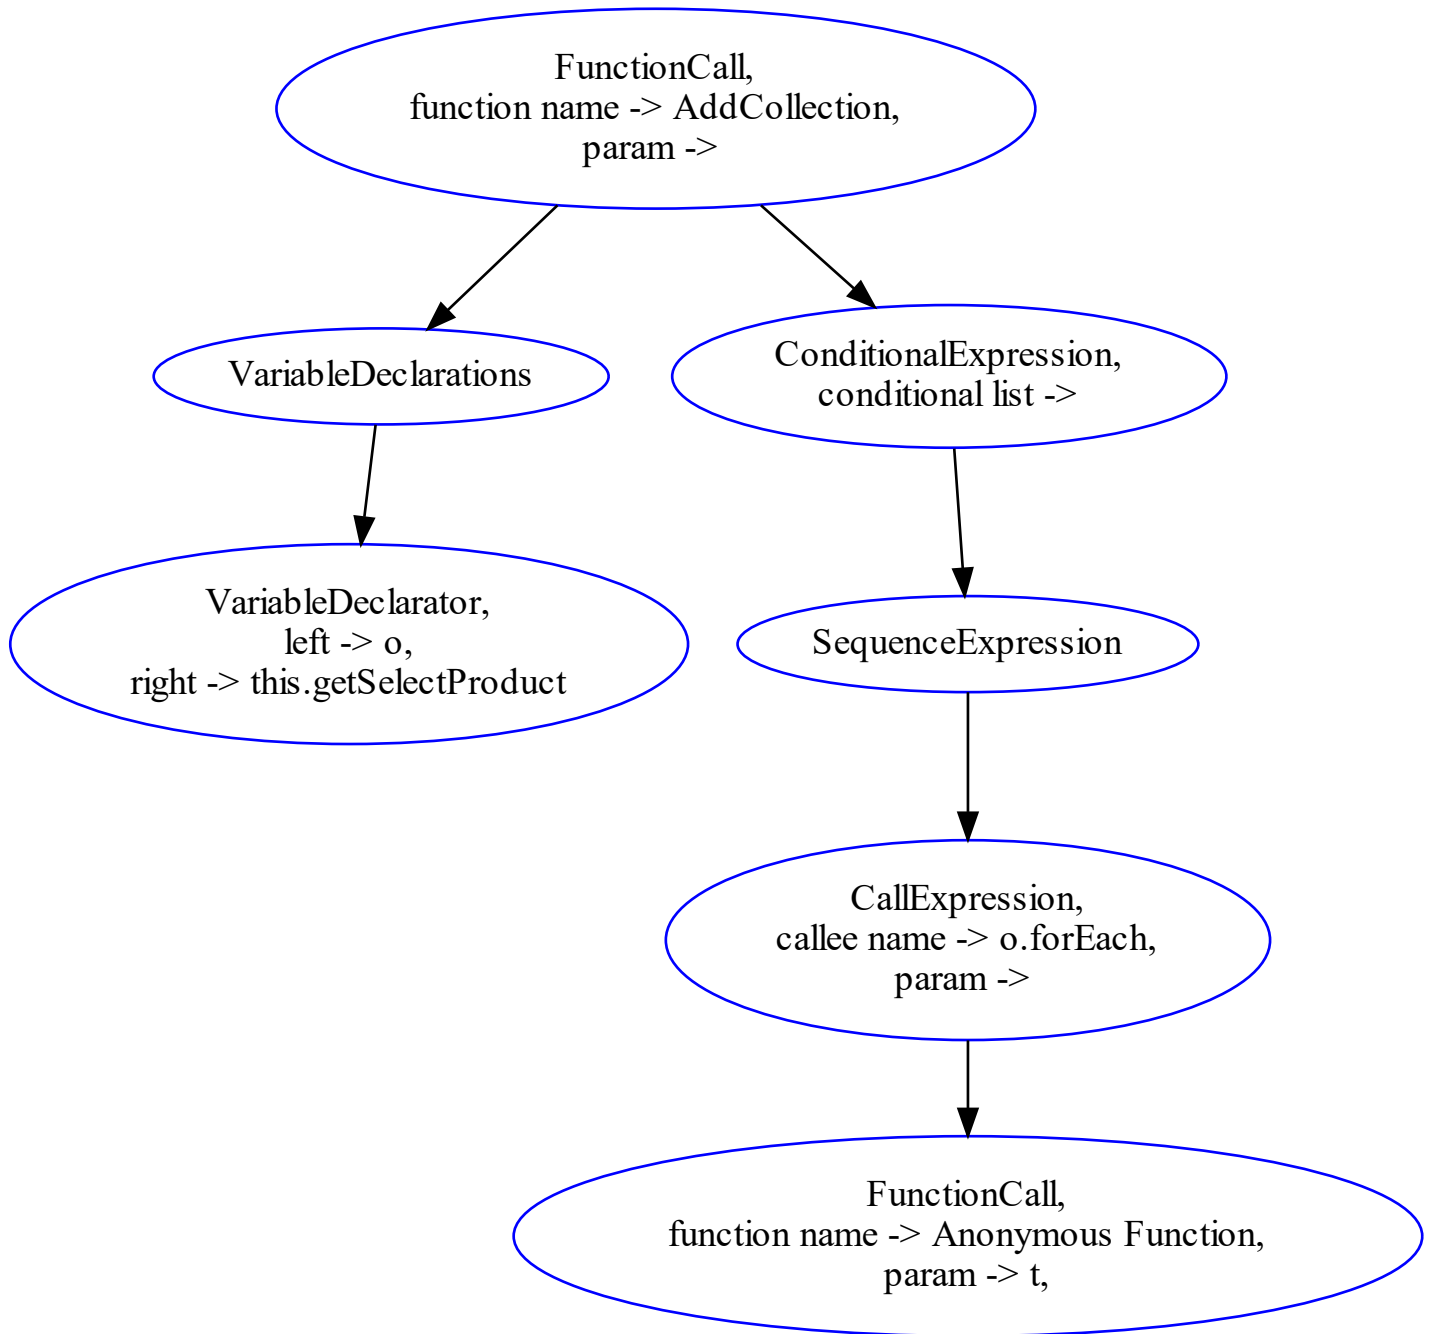 FunctionCall,
function name -> AddCollection,
param ->
VariableDeclarations
ConditionalExpression,
conditional list ->
VariableDeclarator,
left -> o,
right -> this.getSelectProduct
SequenceExpression
CallExpression,
callee name -> o.forEach,
param ->
FunctionCall,
function name -> Anonymous Function,
param -> t,